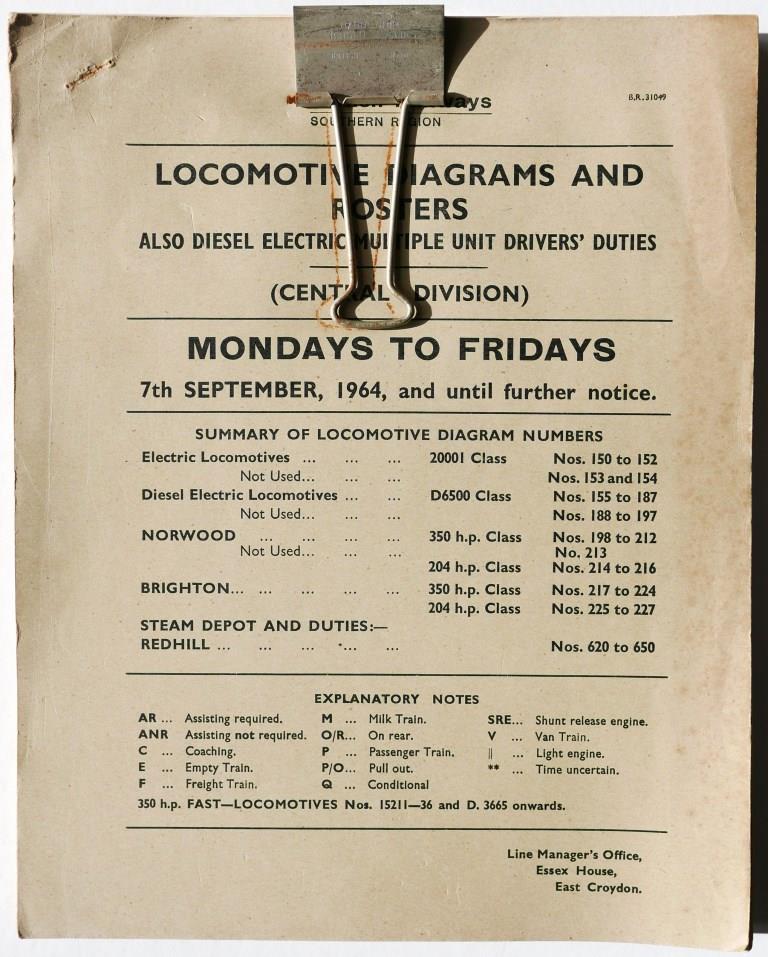 B.R.31049
SOUTHERN REGION
LOCOMOTIVE DIAGRAMS AND
ROSTERS
ALSO DIESEL ELECTRIC MULTIPLE UNIT DRIVERS' DUTIES
(CENTRAL DIVISION)
MONDAYS TO FRIDAYS
7th SEPTEMBER, 1964, and until further notice.
SUMMARY OF LOCOMOTIVE DIAGRAM NUMBERS
Electric Locomotives ... ... ... 20001 Class Nos. 150 to 152
Not Used... ... ... Nos. 153 and 154
Diesel Electric Locomotives ... ... D6500 Class Nos. 155 to 187
Not Used... ... ... Nos. 188 to 197
NORWOOD ... ... ... ... 350 h.p. Class Nos. 198 to 212
Not Used... ... ... No. 213
204 h.p. Class Nos. 214 to 216
BRIGHTON... ... ... ... ... 350 h.p. Class Nos. 217 to 224
204 h.p. Class Nos. 225 to 227
STEAM DEPOT AND DUTIES:—
REDHILL ... ... ... ... ... Nos. 620 to 650
EXPLANATORY NOTES
AR ... Assisting required. M ... Milk Train. SRE... Shunt release engine.
ANR Assisting not required. O/R... On rear. V ... Van Train.
C ... Coaching. P ... Passenger Train. || ... Light engine.
E ... Empty Train. P/O... Pull out. ** ... Time uncertain.
F ... Freight Train. Q ... Conditional
350 h.p. FAST—LOCOMOTIVES Nos. 15211—36 and D. 3665 onwards.
Line Manager's Office,
Essex House,
East Croydon.